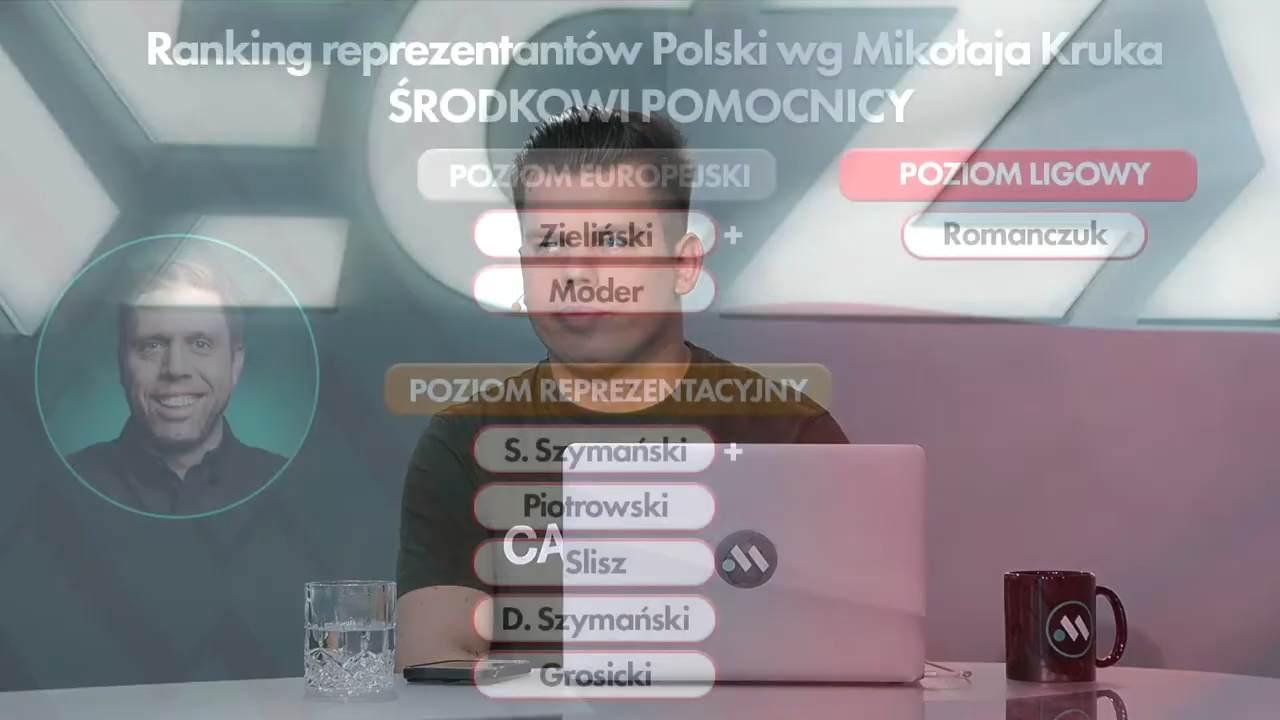 Ranking reprezentantów Polski wg Mikołaja Kruka
ŚRODKOWI POMOCNICY
POZIOM EUROPEJSKI
Zieliński +
Moder
POZIOM LIGOWY
Romanczuk
POZIOM REPREZENTACYJNY
S. Szymański +
Piotrowski
Slisz
D. Szymański
Grosicki
CA